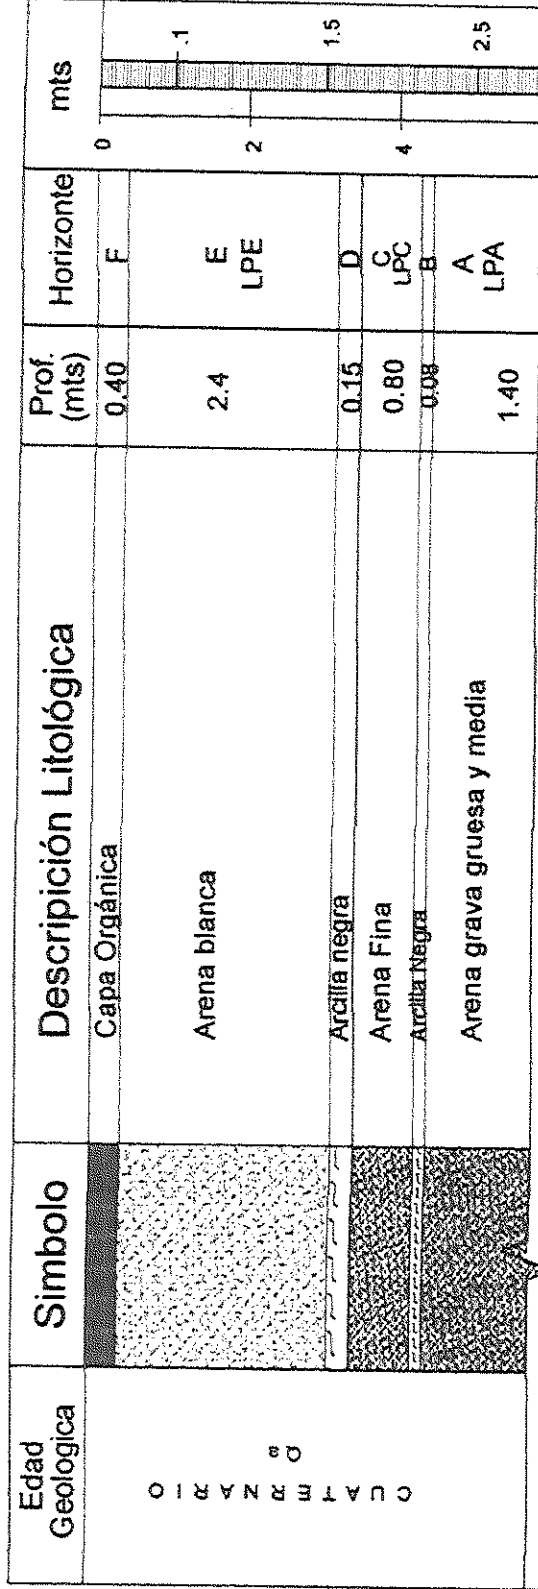 Edad
Geologica
Simbolo
Descripición Litológica
Prof.
(mts)
Horizonte
mts
CUATERNARIO
Qa
Capa Orgánica
0.40
F
Arena blanca
2.4
E
LPE
Arcilla negra
0.15
D
Arena Fina
0.80
C
LPC
Arcilla Negra
0.08
B
Arena grava gruesa y media
1.40
A
LPA
0
2
4
.1
1.5
2.5